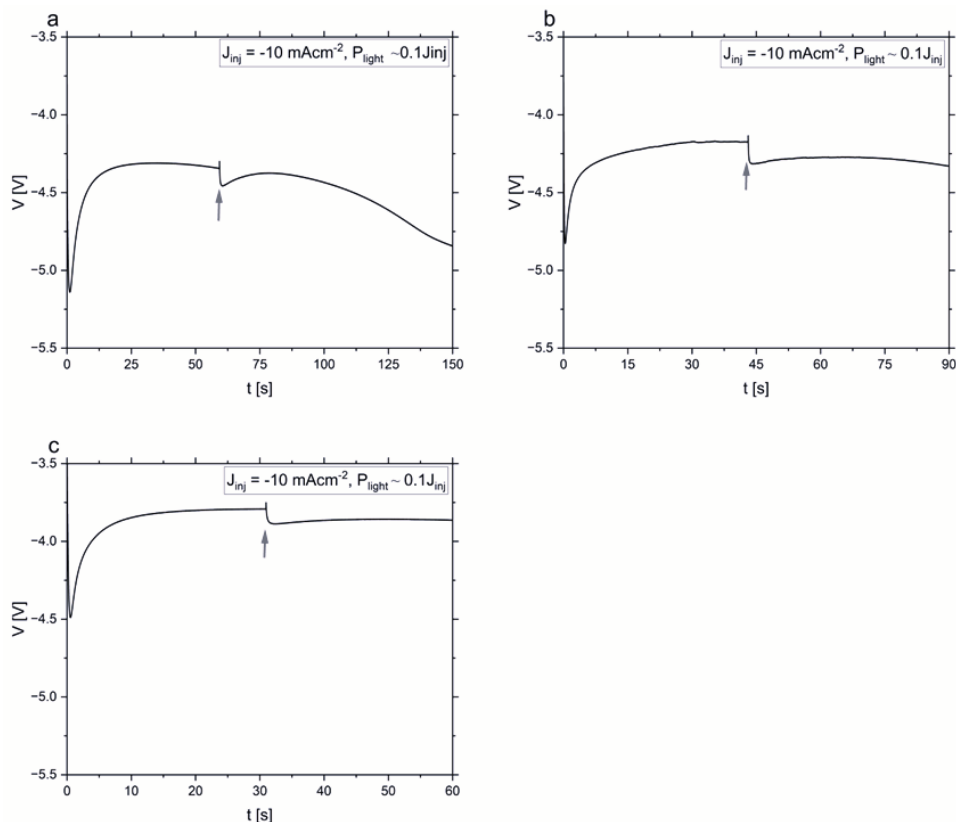 a
J_inj = -10 mAcm⁻², P_light ~0.1Jinj
−3.5
−4.0
−4.5
−5.0
−5.5
V [V]
0 25 50 75 100 125 150
t [s]
b
J_inj = -10 mAcm⁻², P_light ~ 0.1J_inj
−3.5
−4.0
−4.5
−5.0
−5.5
V [V]
0 15 30 45 60 75 90
t [s]
c
J_inj = -10 mAcm⁻², P_light ~ 0.1J_inj
−3.5
−4.0
−4.5
−5.0
−5.5
V [V]
0 10 20 30 40 50 60
t [s]